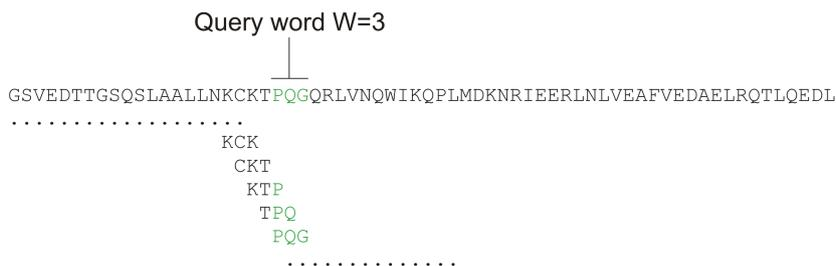 Query word W=3
GSVEDTTGSQSLAALLNKCKTPQGQRLVNQWIKQPLMDKNRIEERLNLVEAFVEDAELRQTLQEDL
...................
KCK
CKT
KTP
TPQ
PQG
..............